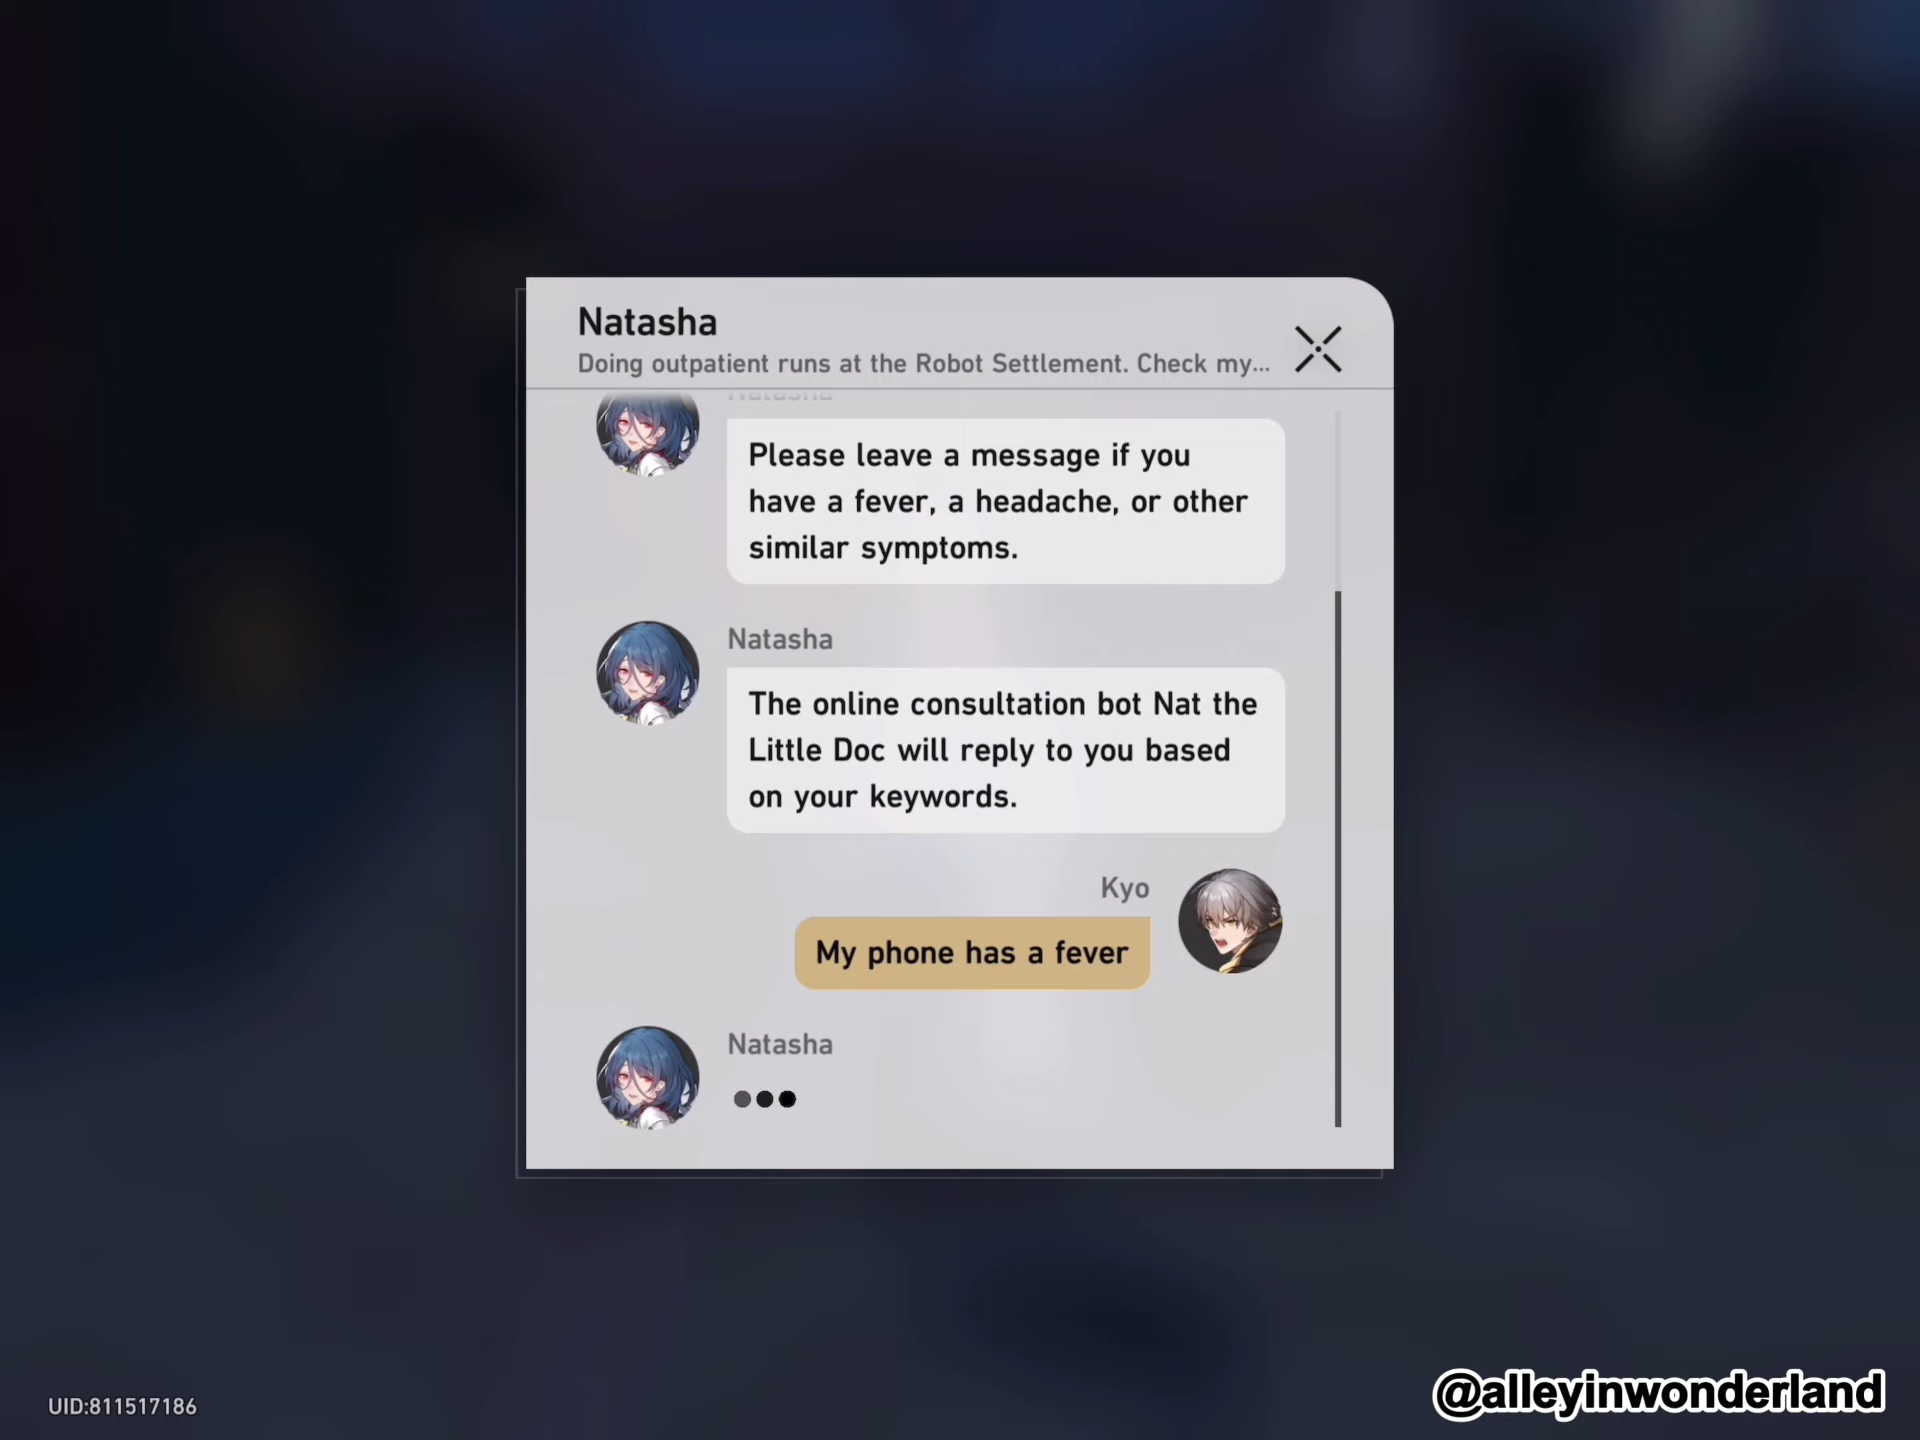 Natasha
Doing outpatient runs at the Robot Settlement. Check my...
Natasha
Please leave a message if you
have a fever, a headache, or other
similar symptoms.
Natasha
The online consultation bot Nat the
Little Doc will reply to you based
on your keywords.
Kyo
My phone has a fever
Natasha
UID:811517186
@alleyinwonderland